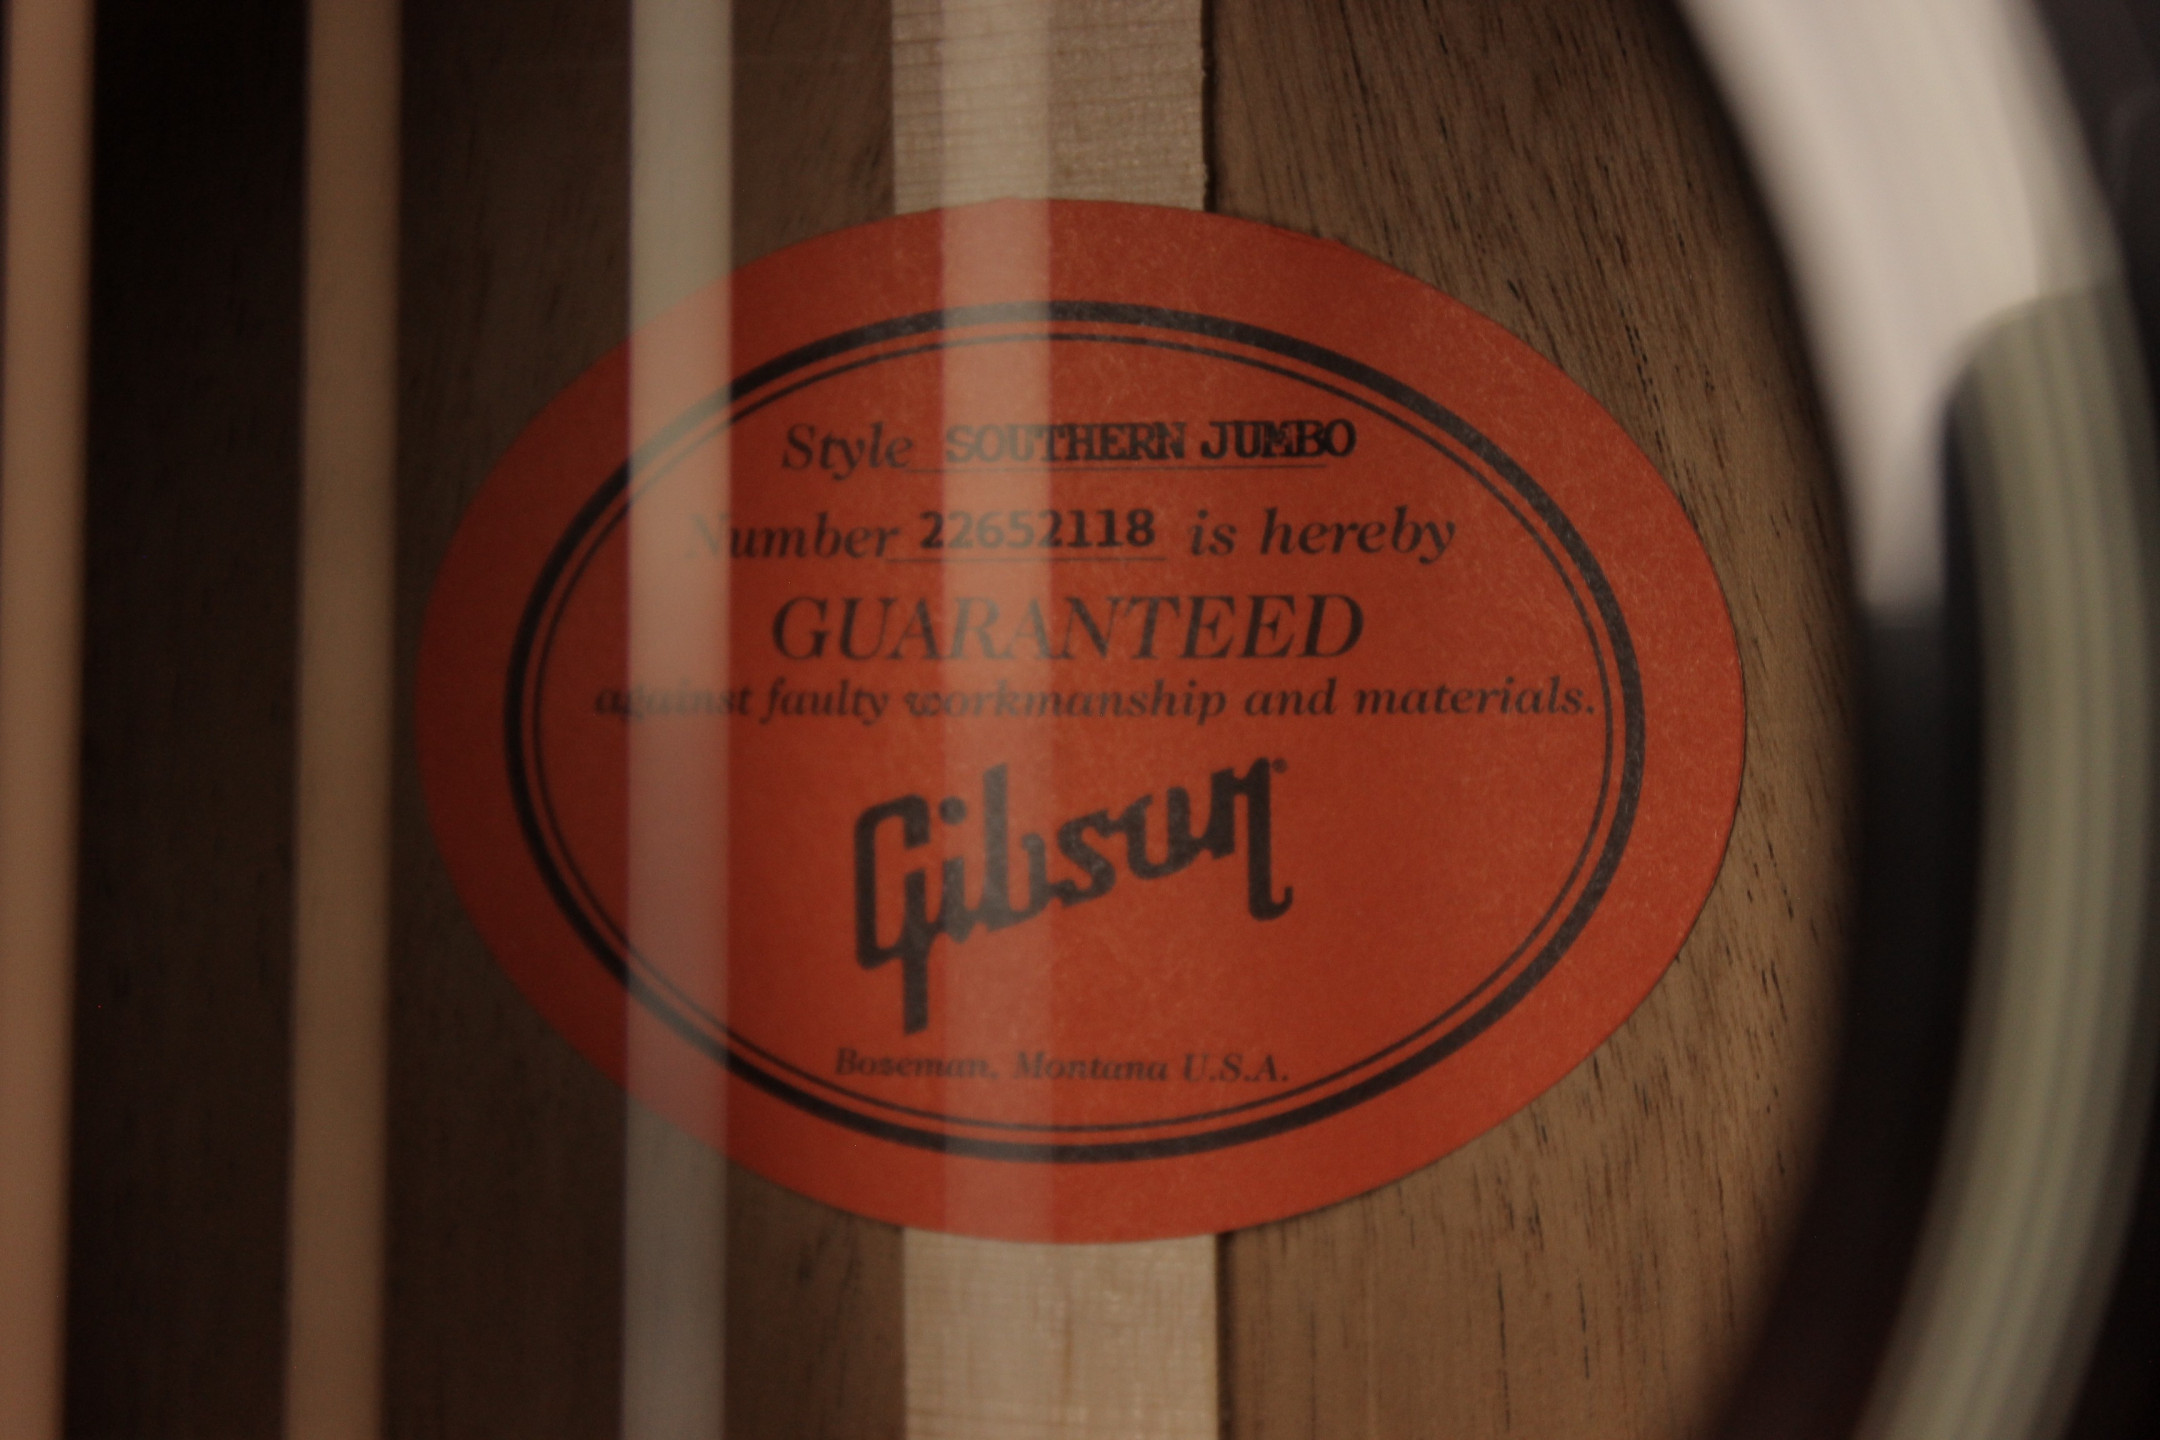 Style SOUTHERN JUMBO
Number 22652118 is hereby
GUARANTEED
against faulty workmanship and materials.
Gibson
Bozeman, Montana U.S.A.